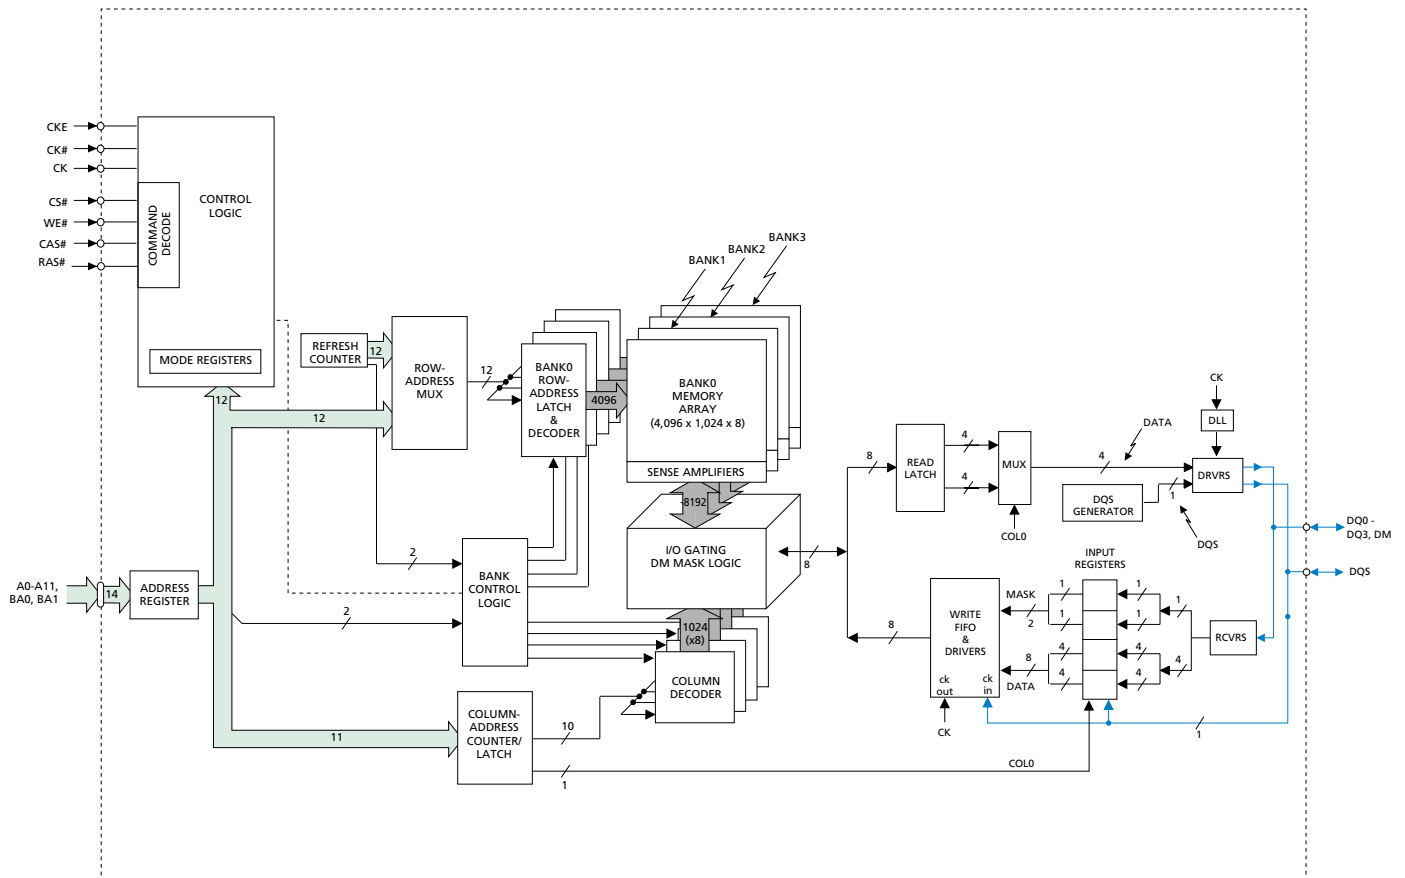 CKE
CK#
CK
CS#
WE#
CAS#
RAS#
COMMAND
DECODE
CONTROL
LOGIC
MODE REGISTERS
12
REFRESH
COUNTER
12
12
ROW-
ADDRESS
MUX
12
BANK0
ROW-
ADDRESS
LATCH
&
DECODER
4096
BANK1
BANK2
BANK3
BANK0
MEMORY
ARRAY
(4,096 x 1,024 x 8)
SENSE AMPLIFIERS
8192
I/O GATING
DM MASK LOGIC
8
A0-A11,
BA0, BA1
14
ADDRESS
REGISTER
2
2
BANK
CONTROL
LOGIC
1024
(x8)
COLUMN
DECODER
11
COLUMN-
ADDRESS
COUNTER/
LATCH
10
1
COL0
8
READ
LATCH
4
4
MUX
COL0
4
DATA
CK
DLL
DRVRS
DQS
GENERATOR
1
DQS
DQ0 -
DQ3, DM
DQS
INPUT
REGISTERS
8
WRITE
FIFO
&
DRIVERS
ck
out
ck
in
CK
MASK
2
8
DATA
1
1
4
4
1
1
4
4
1
4
RCVRS
1